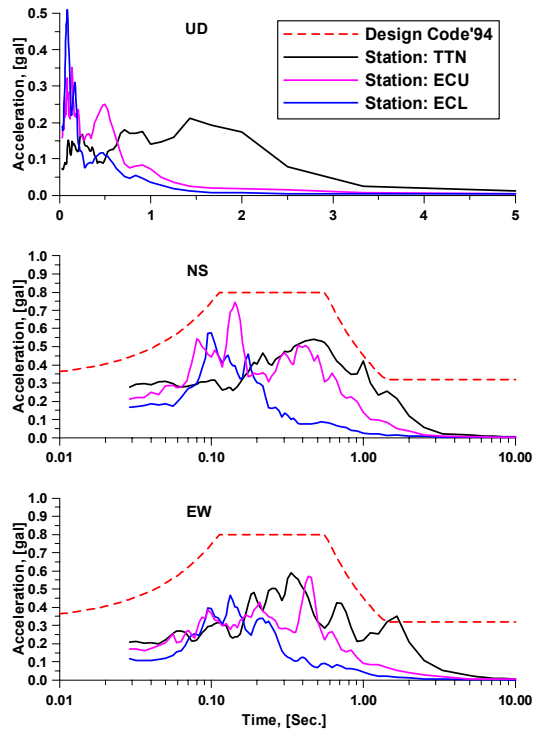 UD
Design Code'94
Station: TTN
Station: ECU
Station: ECL
Acceleration, [gal]
0.5
0.4
0.3
0.2
0.1
0.0
0 1 2 3 4 5
NS
Acceleration, [gal]
1.0
0.9
0.8
0.7
0.6
0.5
0.4
0.3
0.2
0.1
0.0
0.01 0.10 1.00 10.00
EW
Acceleration, [gal]
1.0
0.9
0.8
0.7
0.6
0.5
0.4
0.3
0.2
0.1
0.0
0.01 0.10 1.00 10.00
Time, [Sec.]